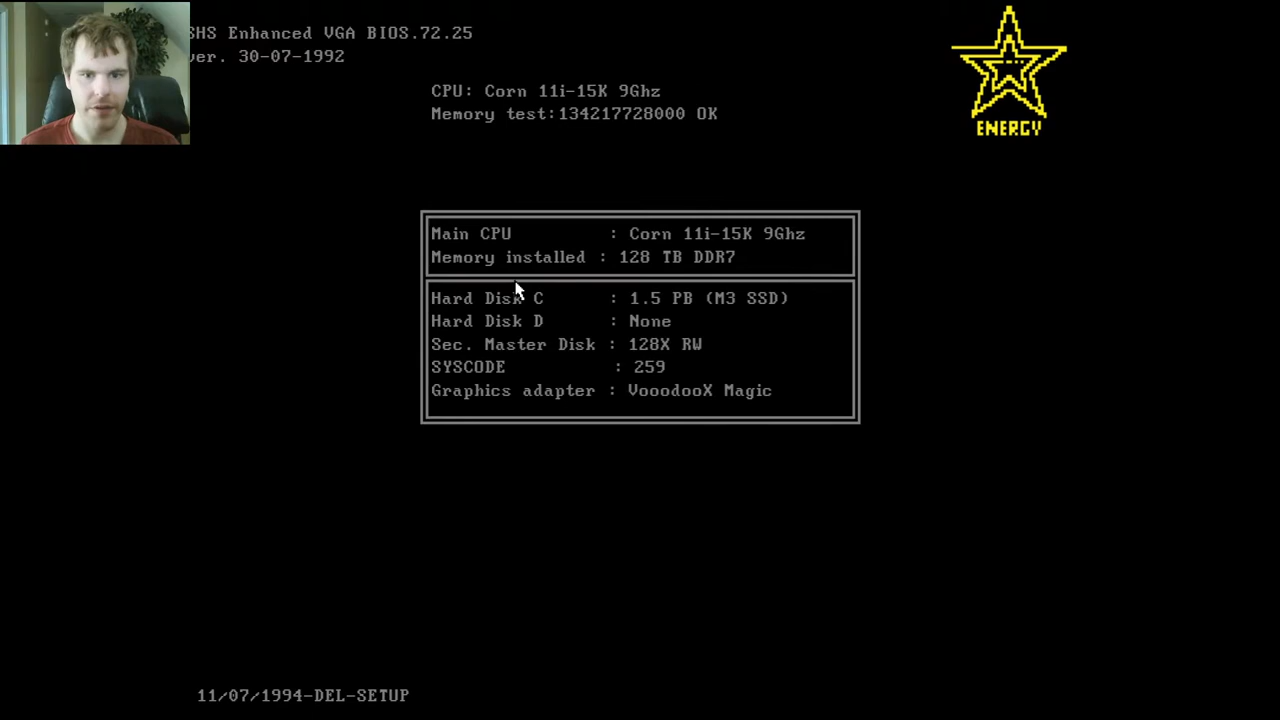 SHS Enhanced VGA BIOS.72.25
ver. 30-07-1992
ENERGY
CPU: Corn 11i-15K 9Ghz
Memory test:134217728000 OK
Main CPU : Corn 11i-15K 9Ghz
Memory installed : 128 TB DDR7
Hard Disk C : 1.5 PB (M3 SSD)
Hard Disk D : None
Sec. Master Disk : 128X RW
SYSCODE : 259
Graphics adapter : VooodooX Magic
11/07/1994-DEL-SETUP